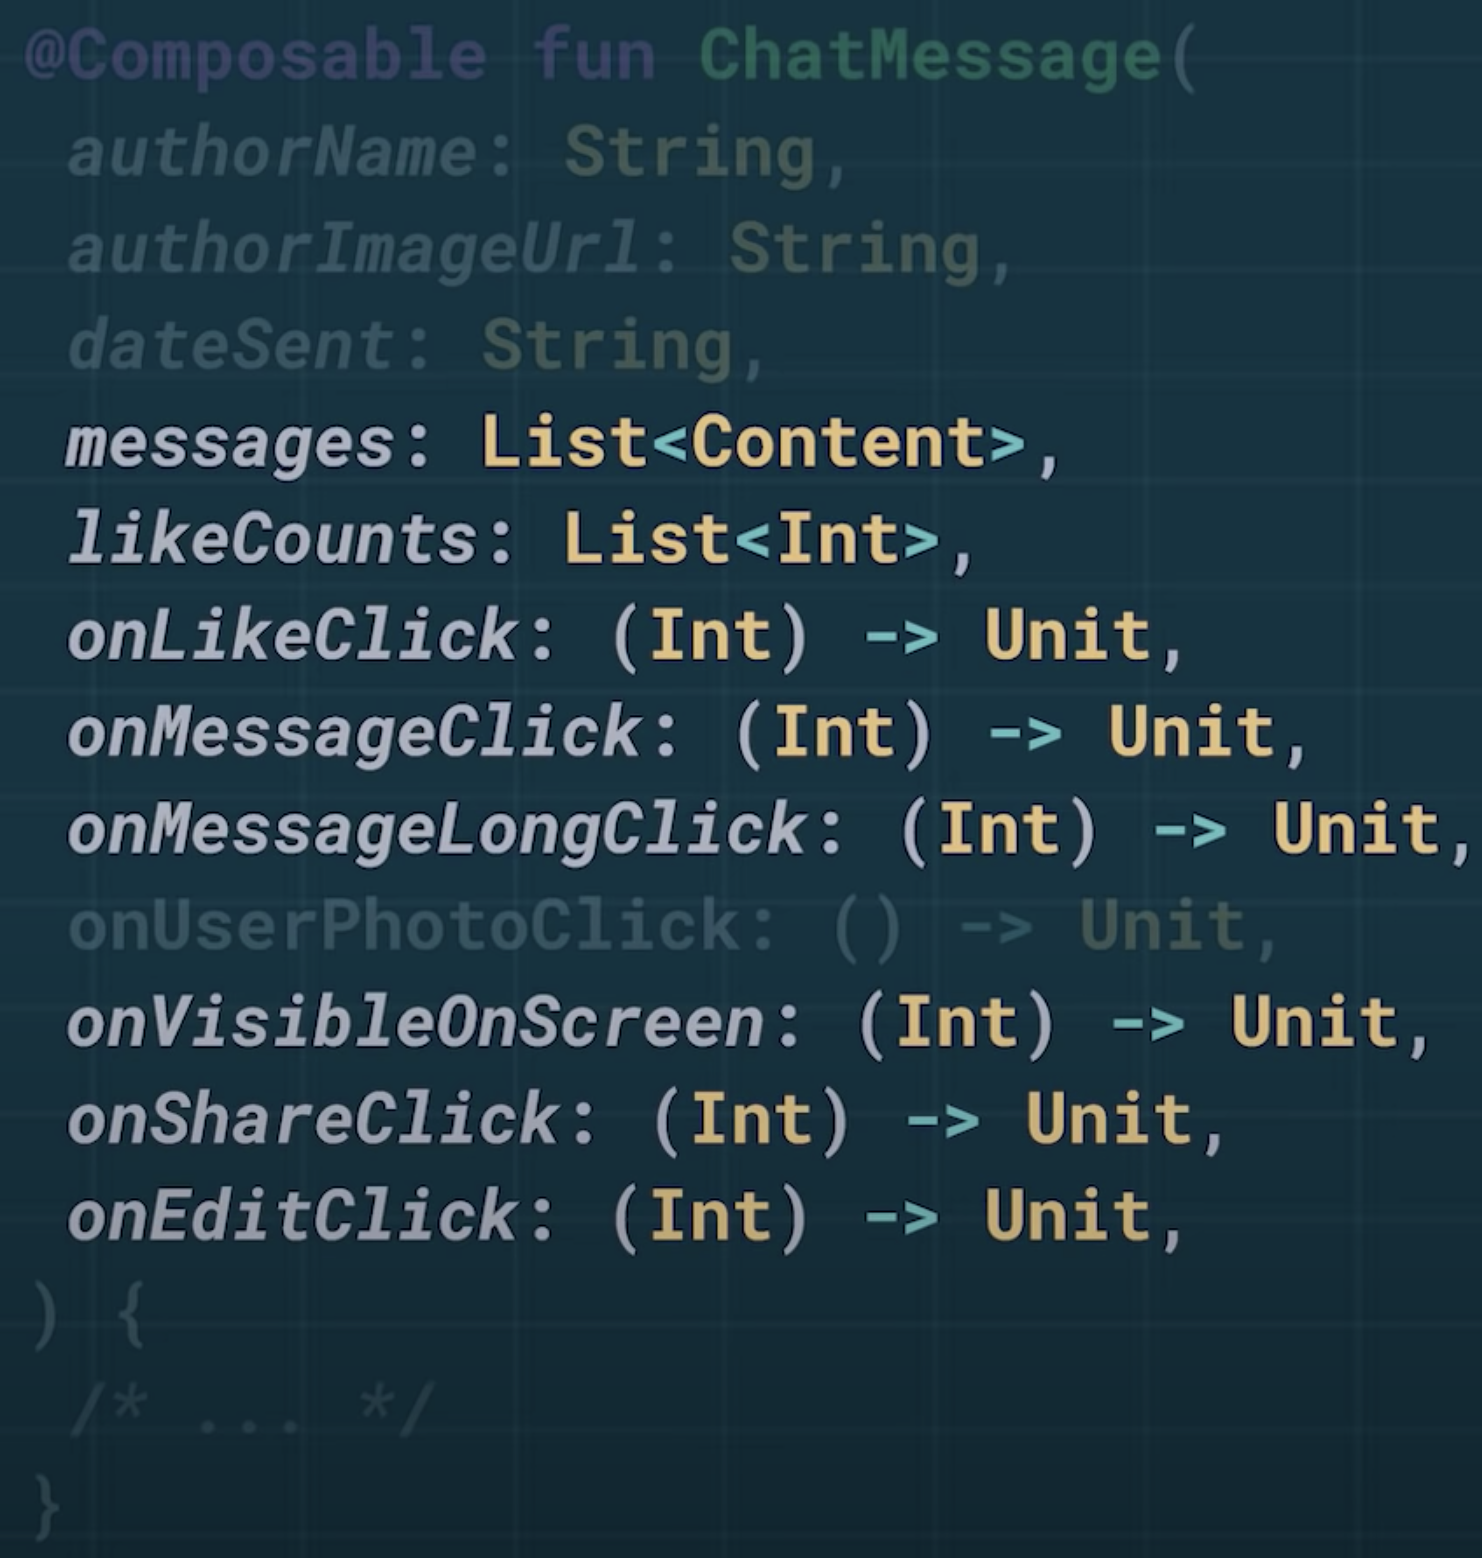 @Composable fun ChatMessage(
authorName: String,
authorImageUrl: String,
dateSent: String,
messages: List<Content>,
likeCounts: List<Int>,
onLikeClick: (Int) -> Unit,
onMessageClick: (Int) -> Unit,
onMessageLongClick: (Int) -> Unit,
onUserPhotoClick: () -> Unit,
onVisibleOnScreen: (Int) -> Unit,
onShareClick: (Int) -> Unit,
onEditClick: (Int) -> Unit,
) {
/* ... */
}